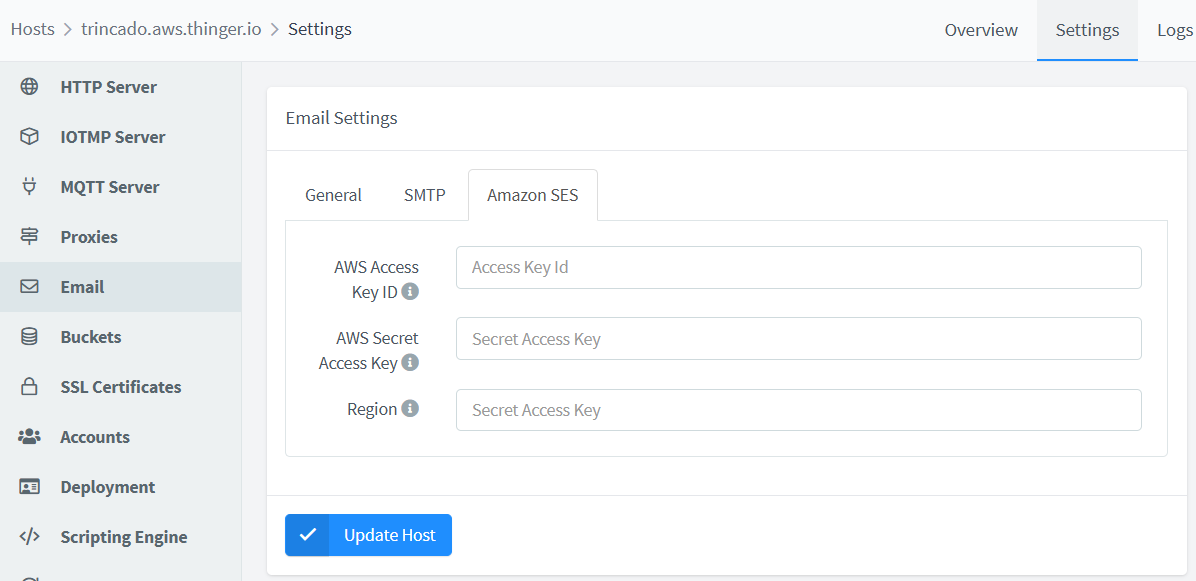 Hosts > trincado.aws.thinger.io > Settings
Overview
Settings
Logs
HTTP Server
IOTMP Server
MQTT Server
Proxies
Email
Buckets
SSL Certificates
Accounts
Deployment
Scripting Engine
Email Settings
General
SMTP
Amazon SES
AWS Access
Key ID
Access Key Id
AWS Secret
Access Key
Secret Access Key
Region
Secret Access Key
Update Host